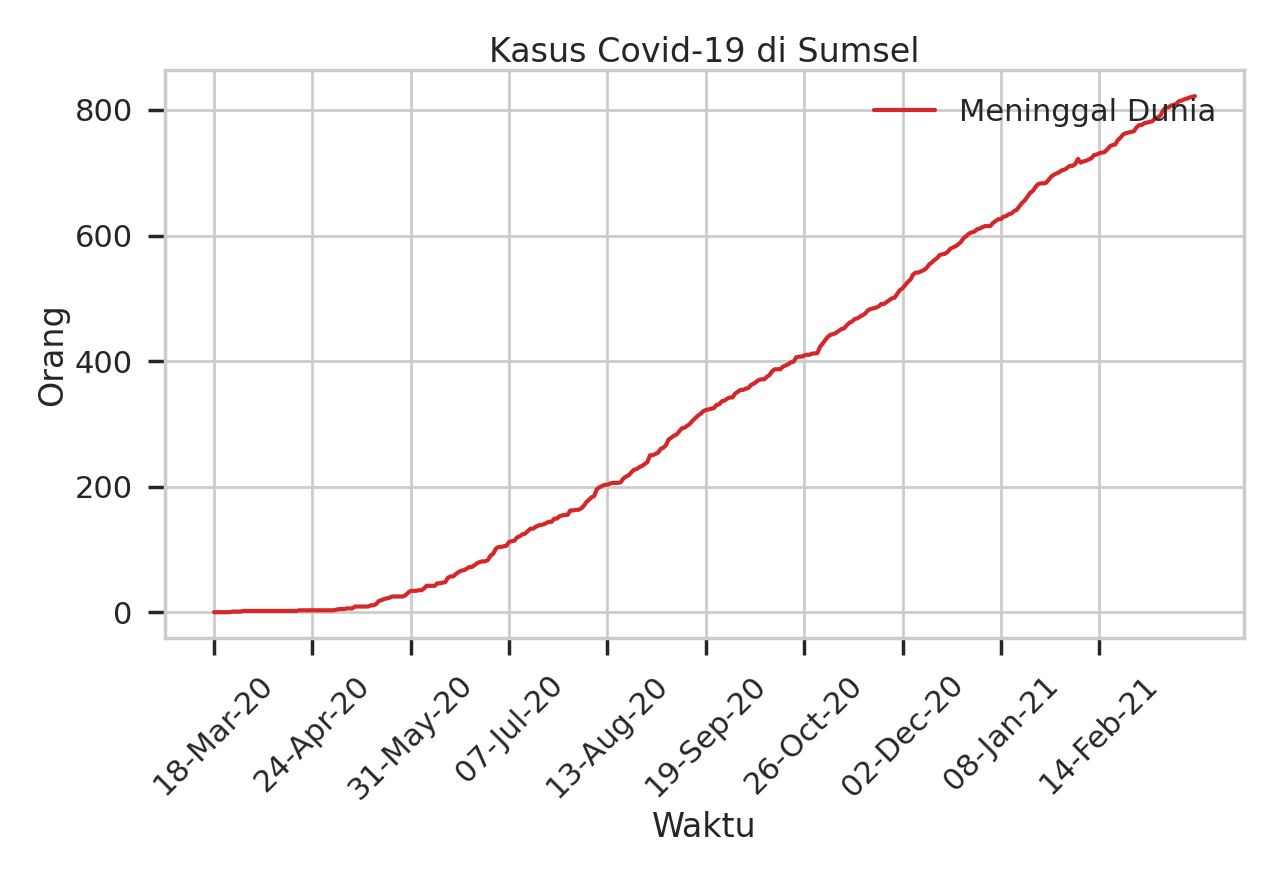 Kasus Covid-19 di Sumsel
Meninggal Dunia
800
600
400
200
0
Orang
18-Mar-20
24-Apr-20
31-May-20
07-Jul-20
13-Aug-20
19-Sep-20
26-Oct-20
02-Dec-20
08-Jan-21
14-Feb-21
Waktu